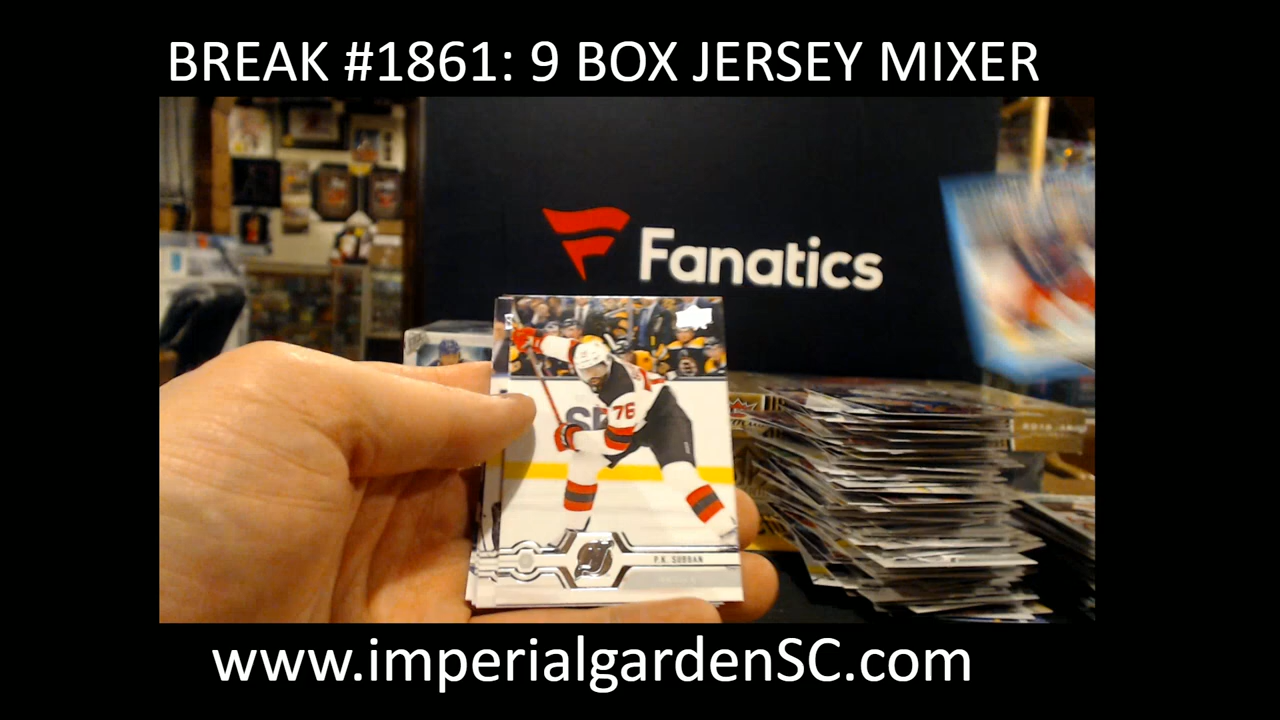 BREAK #1861: 9 BOX JERSEY MIXER
Fanatics
76
P.K. SUBBAN
www.imperialgardenSC.com